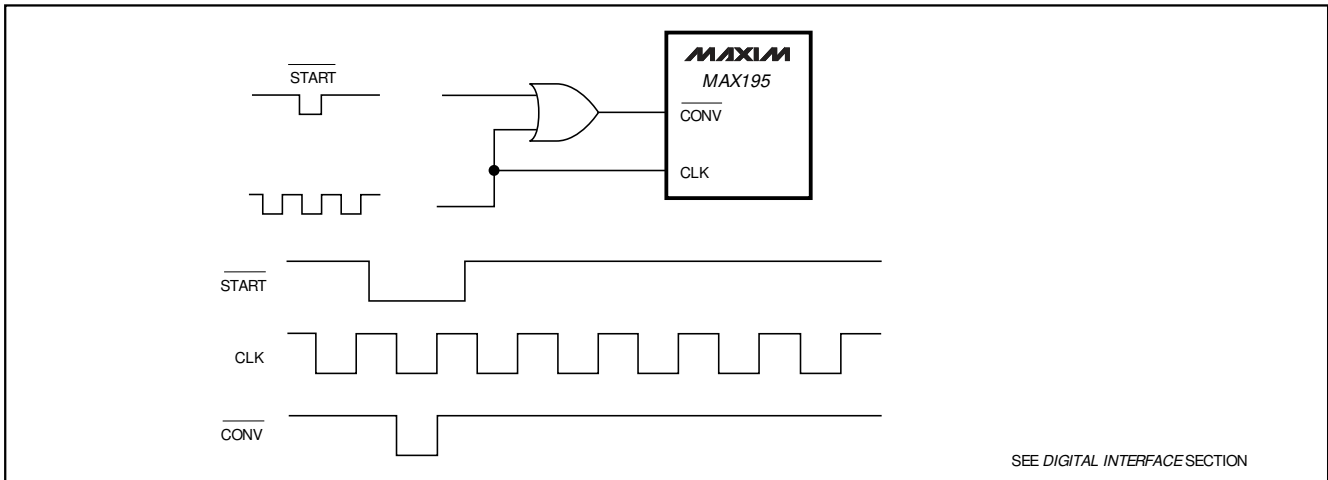 START
MAXIM
MAX195
CONV
CLK
START
CLK
CONV
SEE DIGITAL INTERFACE SECTION